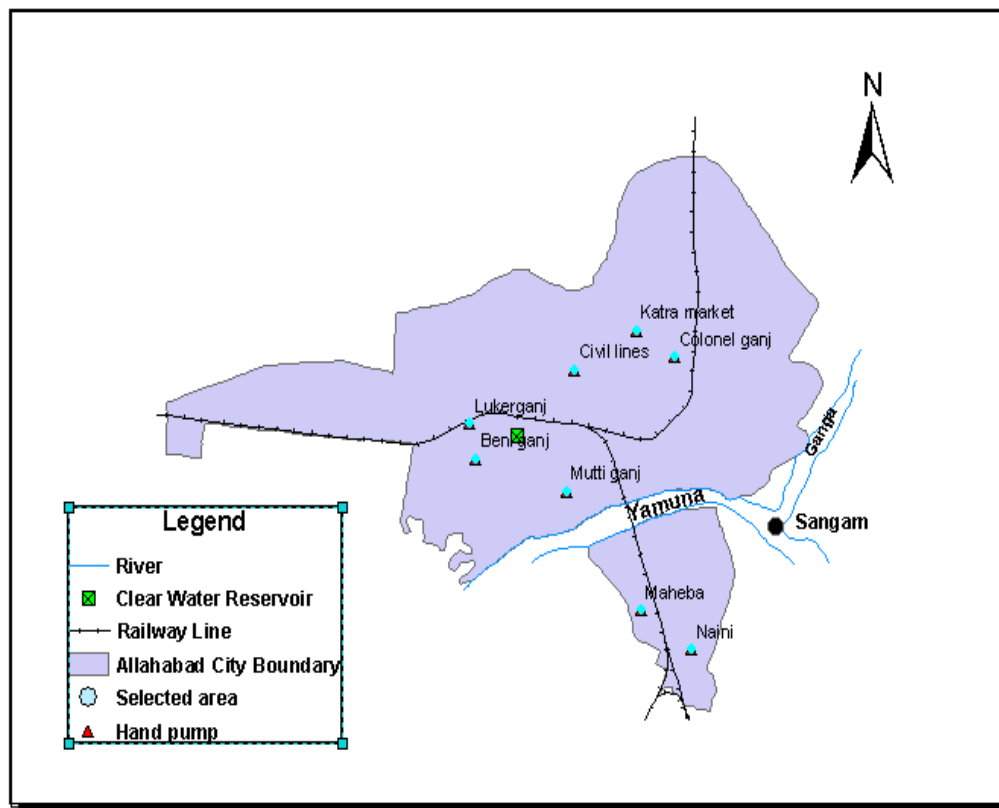 N
Katra market
Colonel ganj
Civil lines
Lukerganj
Beni ganj
Mutti ganj
Ganga
Yamuna
Sangam
Maheba
Naini
Legend
River
Clear Water Reservoir
Railway Line
Allahabad City Boundary
Selected area
Hand pump